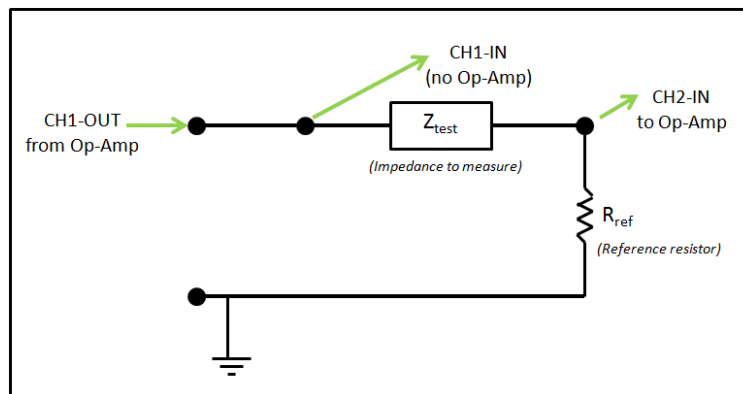 CH1-IN
(no Op-Amp)
CH1-OUT
from Op-Amp
CH2-IN
to Op-Amp
Ztest
(Impedance to measure)
Rref
(Reference resistor)